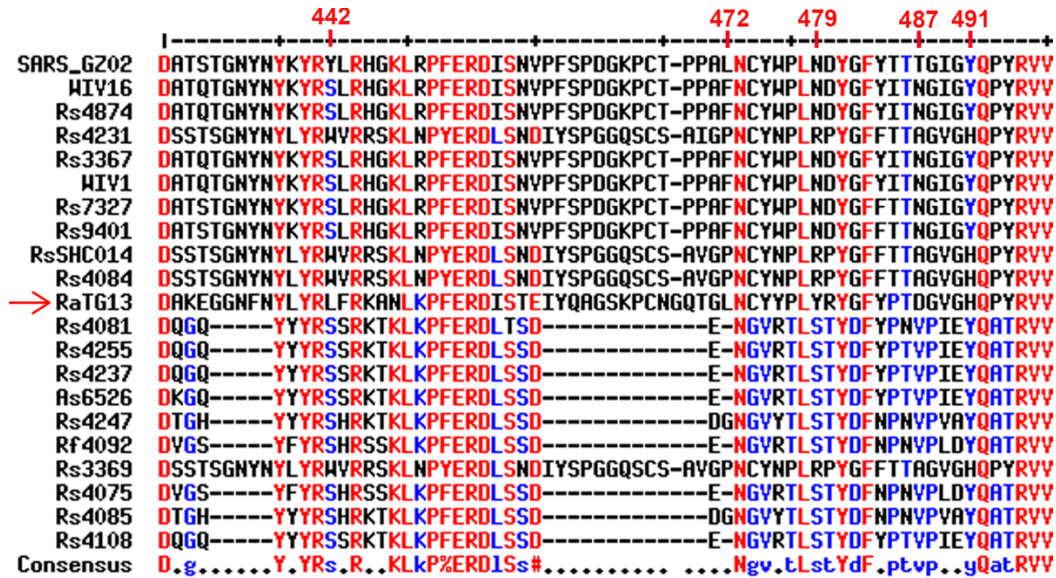 442 472 479 487 491
SARS_GZ02 DATSTGNYNYKYRYLRHGKLRPFERDISNVPFSPDGKPCT-PPALNCYWPLNDYGFYTTTGIGYQPYRVV
WIV16 DATQTGNYNYKYRSLRHGKLRPFERDISNVPFSPDGKPCT-PPAFNCYWPLNDYGFYITNGIGYQPYRVV
Rs4874 DATQTGNYNYKYRSLRHGKLRPFERDISNVPFSPDGKPCT-PPAFNCYWPLNDYGFYITNGIGYQPYRVV
Rs4231 DSSTSGNYNYLYRWVRRSKLNPYERDLSNDIYSPGGQSCS-AIGPNCYNPLRPYGFFTTAGVGHQPYRVV
Rs3367 DATQTGNYNYKYRSLRHGKLRPFERDISNVPFSPDGKPCT-PPAFNCYWPLNDYGFYITNGIGYQPYRVV
WIV1 DATQTGNYNYKYRSLRHGKLRPFERDISNVPFSPDGKPCT-PPAFNCYWPLNDYGFYITNGIGYQPYRVV
Rs7327 DATSTGNYNYKYRSLRHGKLRPFERDISNVPFSPDGKPCT-PPAFNCYWPLNDYGFYITNGIGYQPYRVV
Rs9401 DATSTGNYNYKYRSLRHGKLRPFERDISNVPFSPDGKPCT-PPAFNCYWPLNDYGFFTTNGIGYQPYRVV
RsSHC014 DSSTSGNYNYLYRWVRRSKLNPYERDLSNDIYSPGGQSCS-AVGPNCYNPLRPYGFFTTAGVGHQPYRVV
Rs4084 DSSTSGNYNYLYRWVRRSKLNPYERDLSNDIYSPGGQSCS-AVGPNCYNPLRPYGFFTTAGVGHQPYRVV
RaTG13 DAKEGGNFNYLYRLFRKANLKPFERDISTEIYQAGSKPCNGQTGLNCYYPLYRYGFYPTDGVGHQPYRVV
Rs4081 DQGQ-----YYYRSSRKTKLKPFERDLTSD-------------E-NGVRTLSTYDFYPNVPIEYQATRVV
Rs4255 DQGQ-----YYYRSSRKTKLKPFERDLSSD-------------E-NGVRTLSTYDFYPTVPIEYQATRVV
Rs4237 DQGQ-----YYYRSSRKTKLKPFERDLSSD-------------E-NGVRTLSTYDFYPTVPIEYQATRVV
As6526 DKGQ-----YYYRSSRKTKLKPFERDLSSD-------------E-NGVRTLSTYDFYPTVPIEYQATRVV
Rs4247 DTGH-----YYYRSHRKTKLKPFERDLSSD-------------DGNGVYTLSTYDFNPNVPVAYQATRVV
Rf4092 DVGS-----YFYRSHRSSKLKPFERDLSSD-------------E-NGVRTLSTYDFNPNVPLDYQATRVV
Rs3369 DSSTSGNYNYLYRWVRRSKLNPYERDLSNDIYSPGGQSCS-AVGPNCYNPLRPYGFFTTAGVGHQPYRVV
Rs4075 DVGS-----YFYRSHRSSKLKPFERDLSSD-------------E-NGVRTLSTYDFNPNVPLDYQATRVV
Rs4085 DTGH-----YYYRSHRKTKLKPFERDLSSD-------------DGNGVYTLSTYDFNPNVPVAYQATRVV
Rs4108 DQGQ-----YYYRSSRKTKLKPFERDLSSD-------------E-NGVRTLSTYDFYPTVPIEYQATRVV
Consensus D.g......Y.YRs.R..KLkP%ERDlSs#...............Ngv.tLstYdF.ptvp..yQatRVV